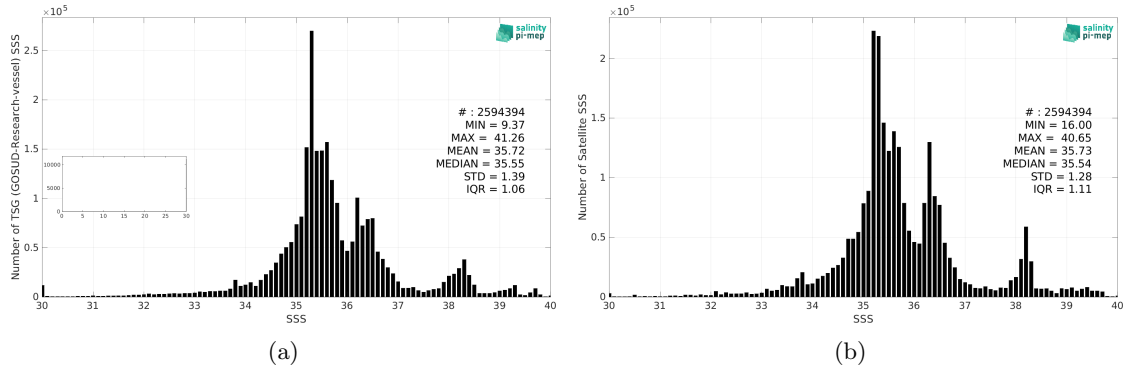 ×10^5
salinity
pi-mep
Number of TSG (GOSUD-Research-vessel) SSS
2.5
2
1.5
1
0.5
0
# : 2594394
MIN = 9.37
MAX = 41.26
MEAN = 35.72
MEDIAN = 35.55
STD = 1.39
IQR = 1.06
10000
5000
0
0 5 10 15 20 25 30
30 31 32 33 34 35 36 37 38 39 40
SSS
(a)
×10^5
salinity
pi-mep
Number of Satellite SSS
2
1.5
1
0.5
0
# : 2594394
MIN = 16.00
MAX = 40.65
MEAN = 35.73
MEDIAN = 35.54
STD = 1.28
IQR = 1.11
30 31 32 33 34 35 36 37 38 39 40
SSS
(b)